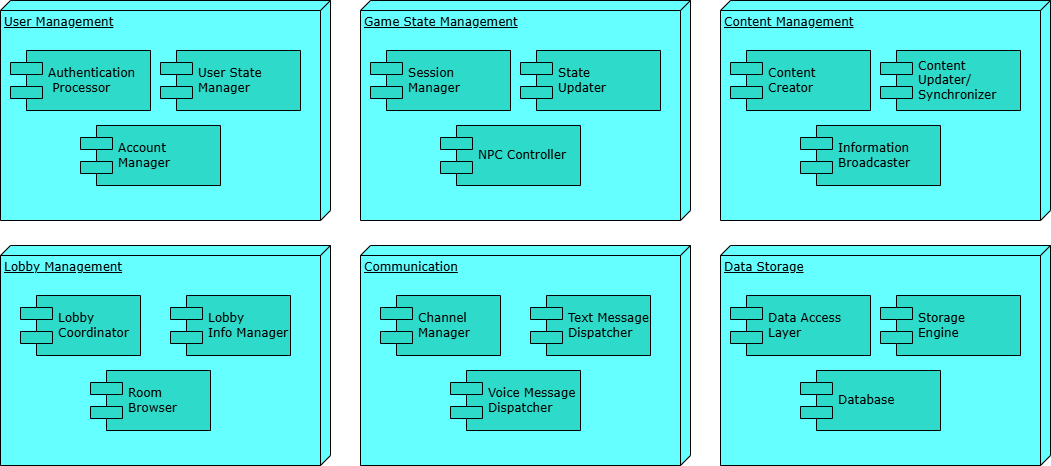 User Management
Authentication
Processor
User State
Manager
Account
Manager
Game State Management
Session
Manager
State
Updater
NPC Controller
Content Management
Content
Creator
Content
Updater/
Synchronizer
Information
Broadcaster
Lobby Management
Lobby
Coordinator
Lobby
Info Manager
Room
Browser
Communication
Channel
Manager
Text Message
Dispatcher
Voice Message
Dispatcher
Data Storage
Data Access
Layer
Storage
Engine
Database